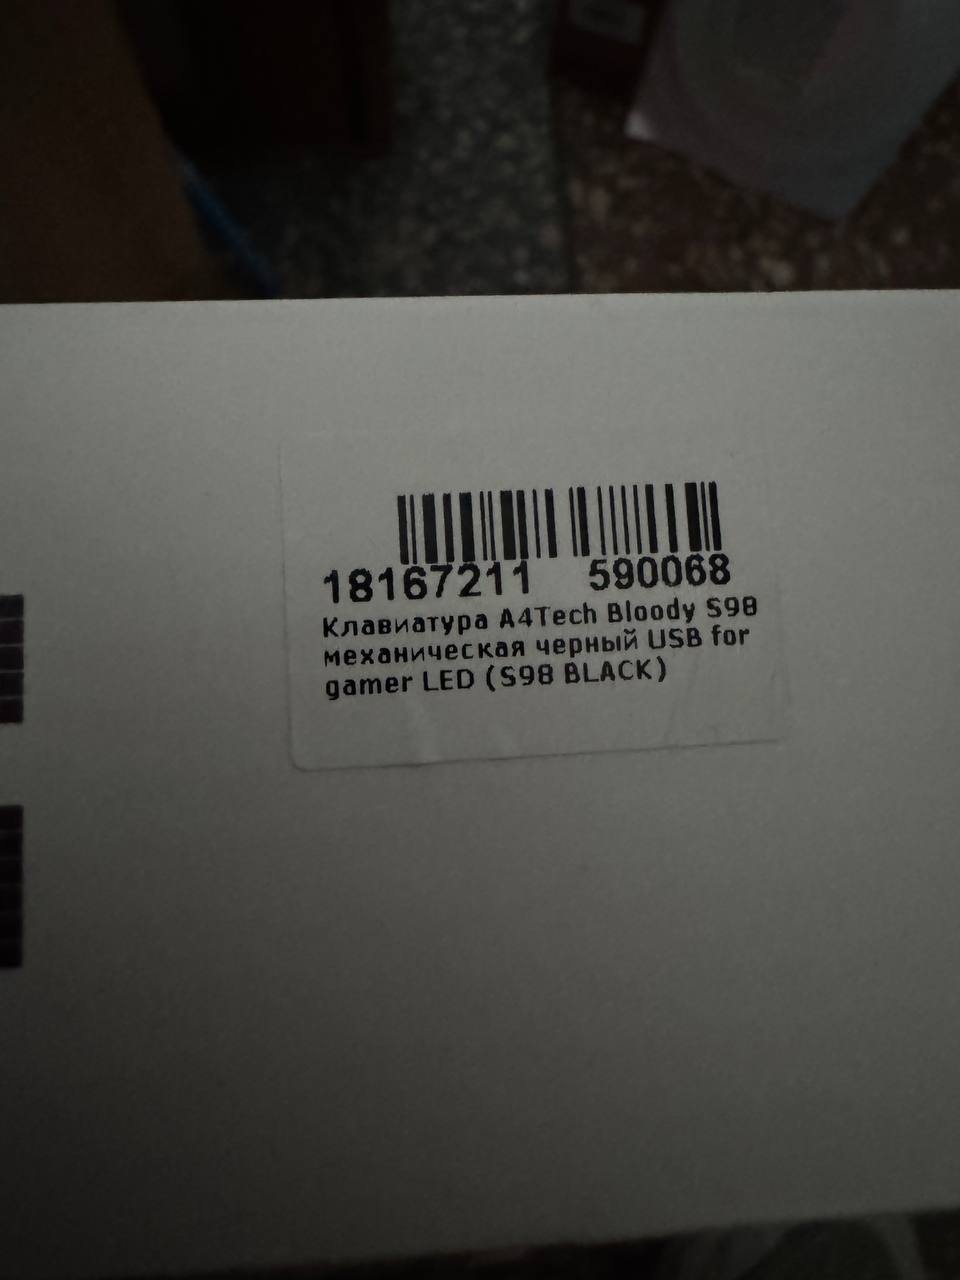 18167211 590068
Клавиатура A4Tech Bloody S98
механическая черный USB for
gamer LED (S98 BLACK)